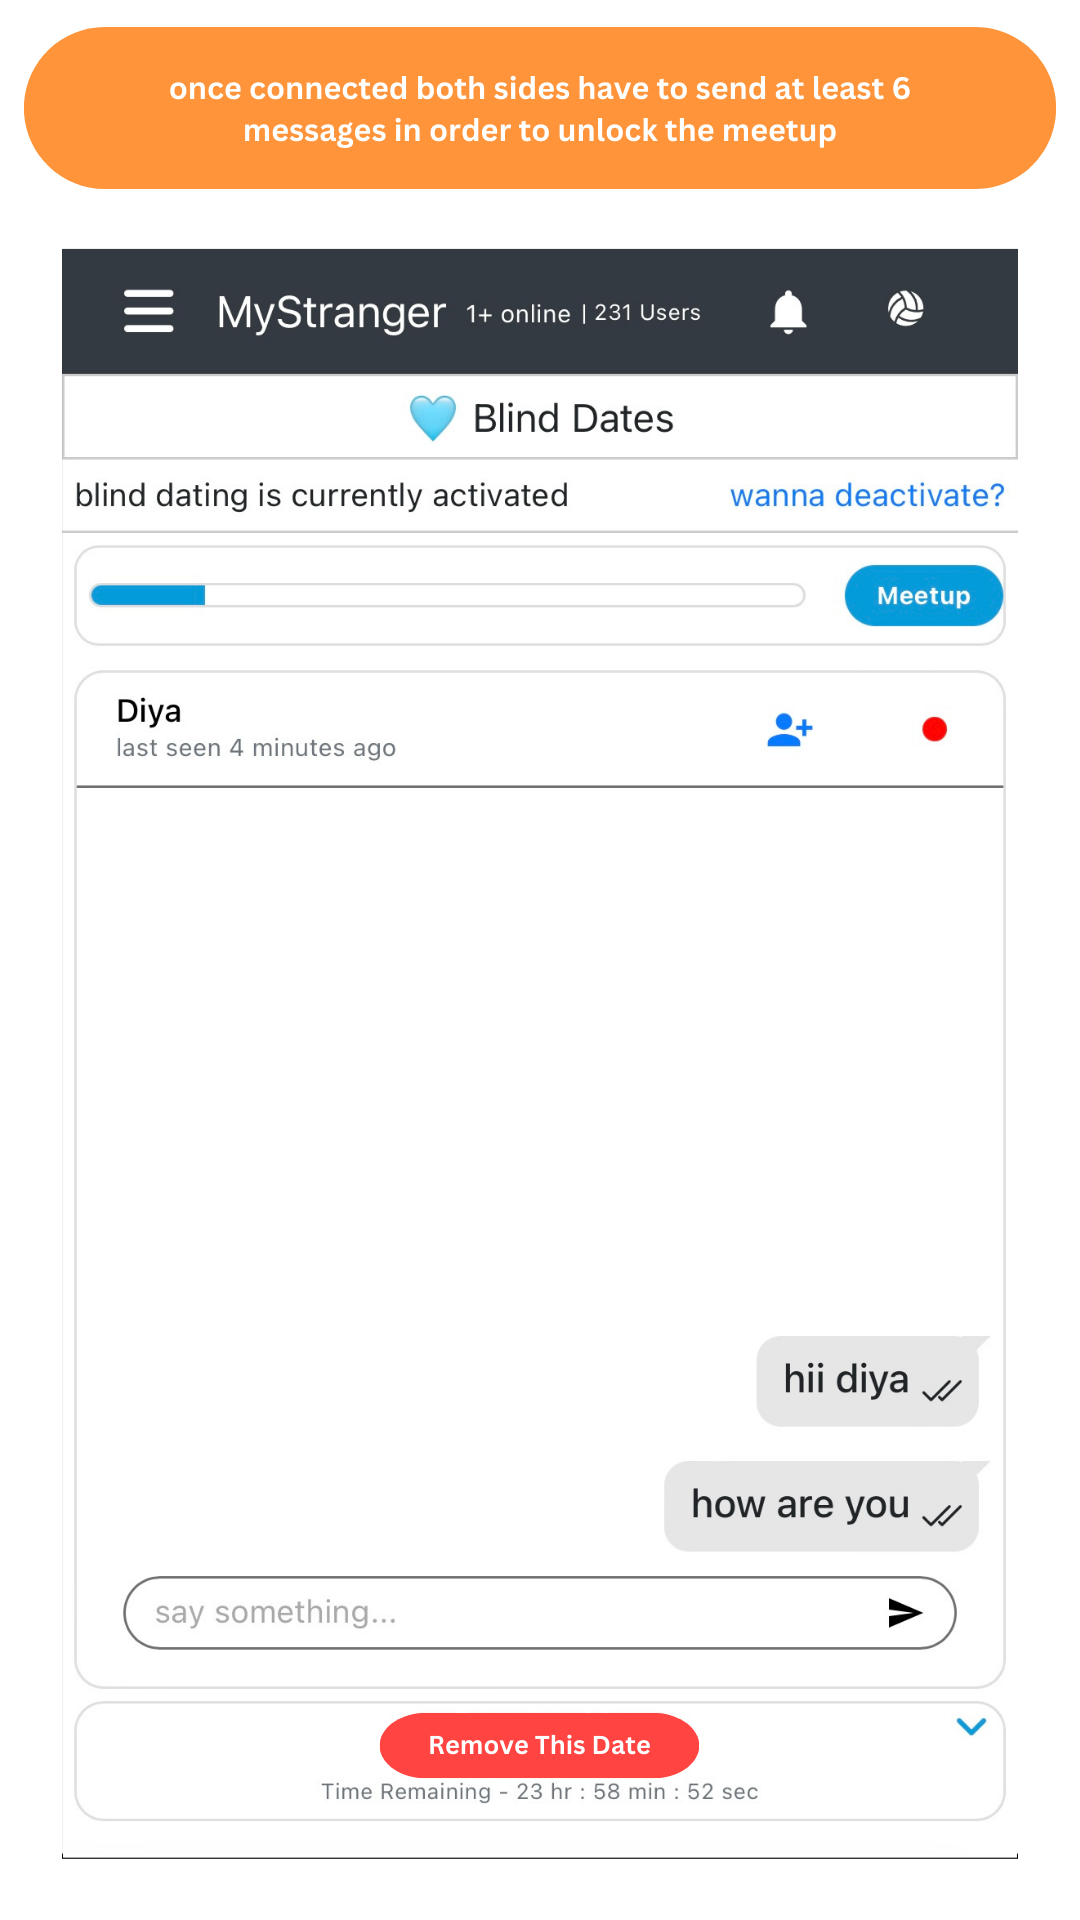 once connected both sides have to send at least 6
messages in order to unlock the meetup
MyStranger 1+ online | 231 Users
🩵 Blind Dates
blind dating is currently activated wanna deactivate?
Meetup
Diya
last seen 4 minutes ago
hii diya
how are you
say something...
Remove This Date
Time Remaining - 23 hr : 58 min : 52 sec